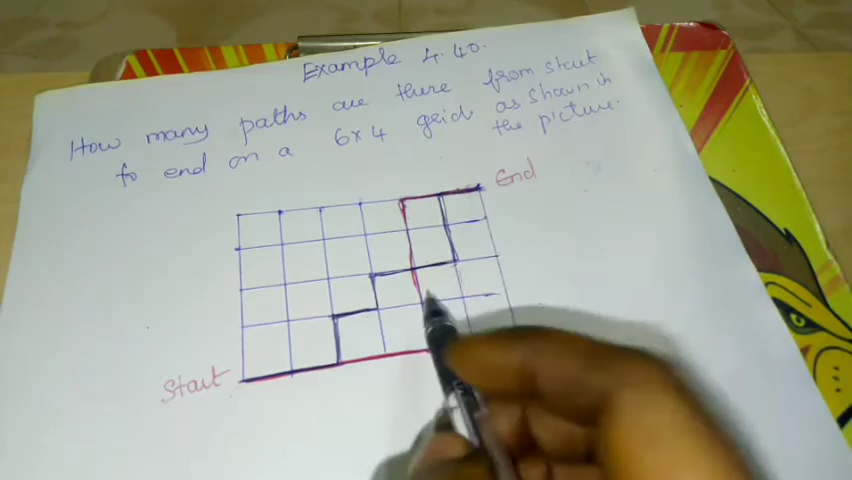 Example 4.40.
How many paths are there from start
to end on a 6x4 grid as shown in
the picture.
End
Start